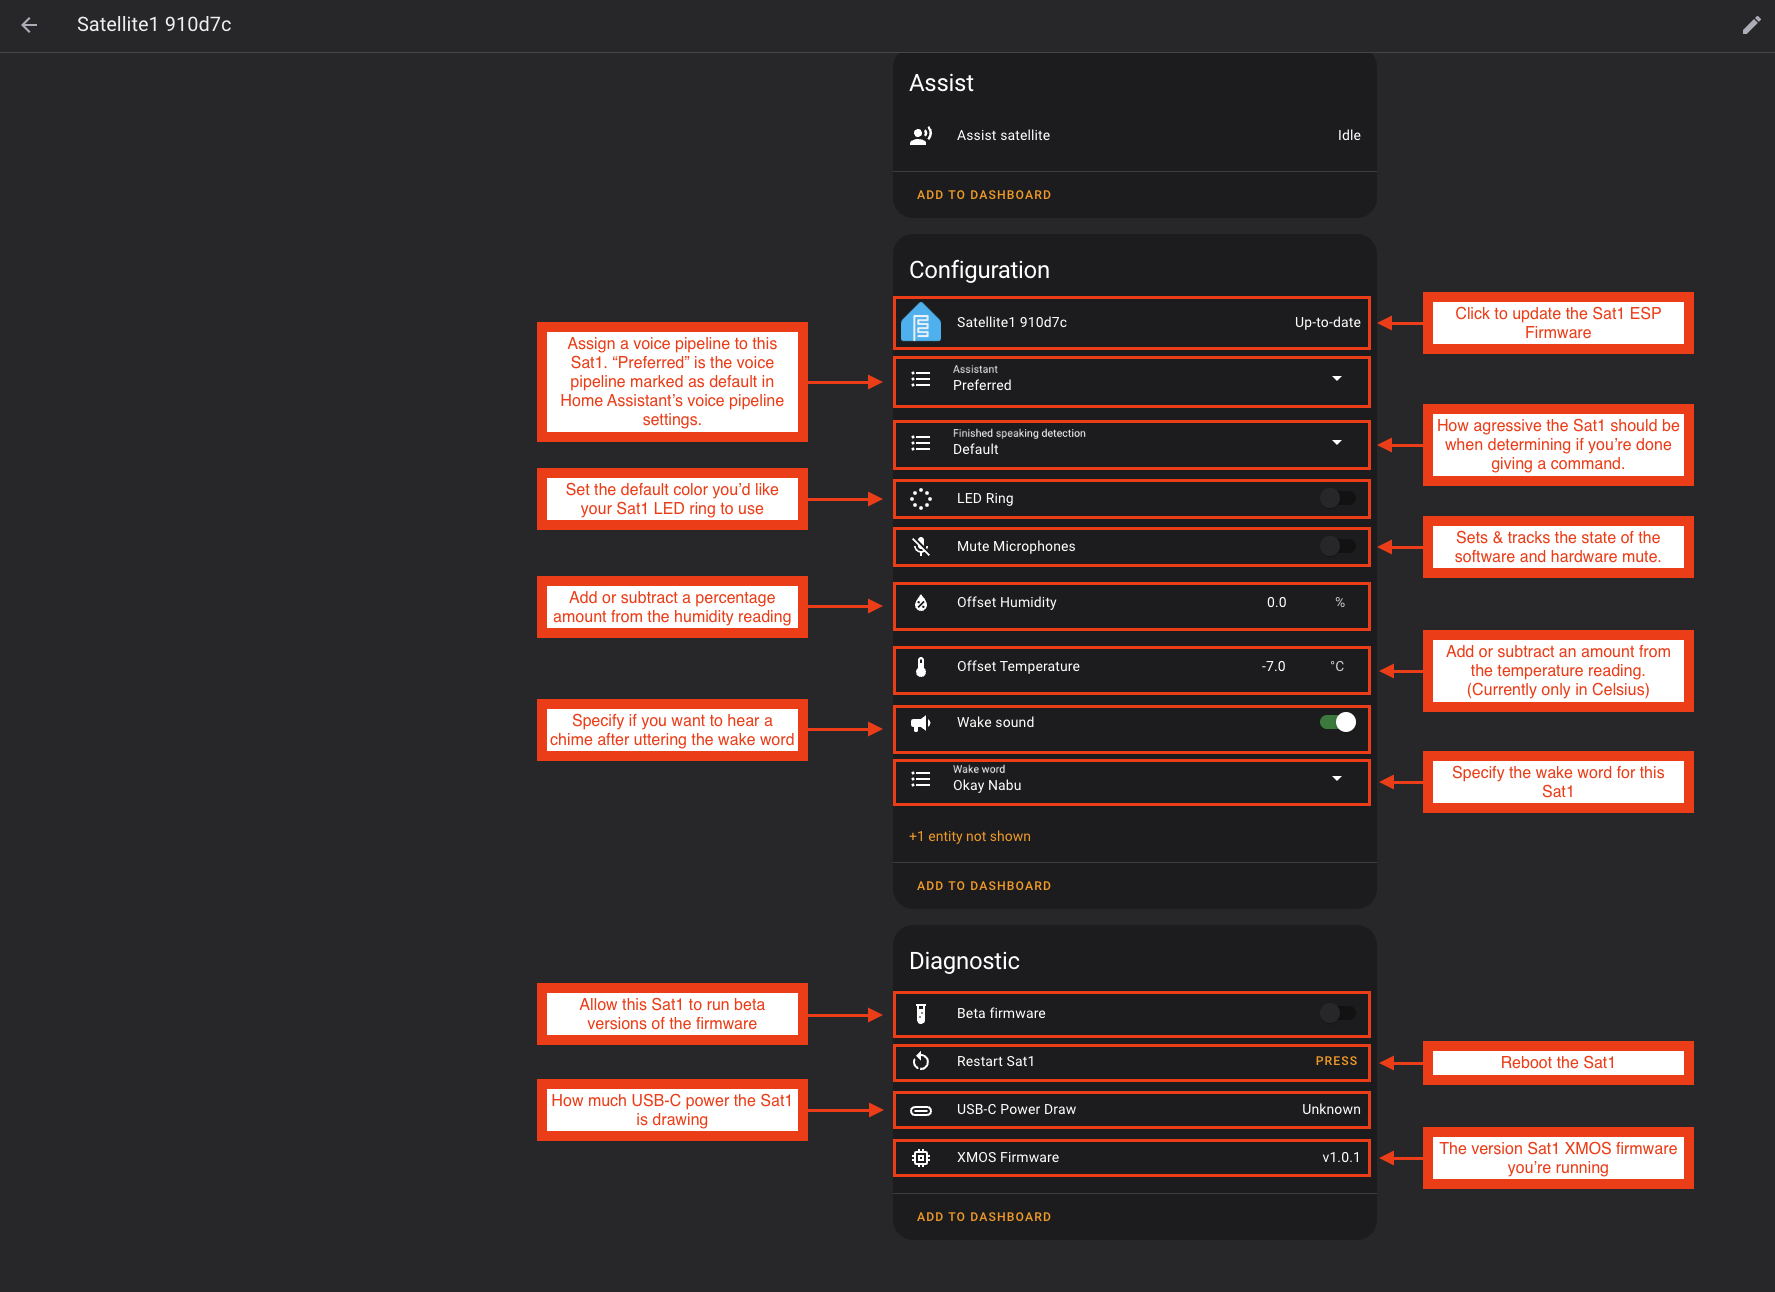 Satellite1 910d7c
Assist
Assist satellite
Idle
ADD TO DASHBOARD
Configuration
Satellite1 910d7c
Up-to-date
Click to update the Sat1 ESP
Firmware
Assign a voice pipeline to this
Sat1. “Preferred” is the voice
pipeline marked as default in
Home Assistant’s voice pipeline
settings.
Assistant
Preferred
Finished speaking detection
Default
How agressive the Sat1 should be
when determining if you’re done
giving a command.
Set the default color you’d like
your Sat1 LED ring to use
LED Ring
Mute Microphones
Sets & tracks the state of the
software and hardware mute.
Add or subtract a percentage
amount from the humidity reading
Offset Humidity
0.0
%
Offset Temperature
-7.0
°C
Add or subtract an amount from
the temperature reading.
(Currently only in Celsius)
Specify if you want to hear a
chime after uttering the wake word
Wake sound
Wake word
Okay Nabu
Specify the wake word for this
Sat1
+1 entity not shown
ADD TO DASHBOARD
Diagnostic
Allow this Sat1 to run beta
versions of the firmware
Beta firmware
Restart Sat1
PRESS
Reboot the Sat1
How much USB-C power the Sat1
is drawing
USB-C Power Draw
Unknown
XMOS Firmware
v1.0.1
The version Sat1 XMOS firmware
you’re running
ADD TO DASHBOARD